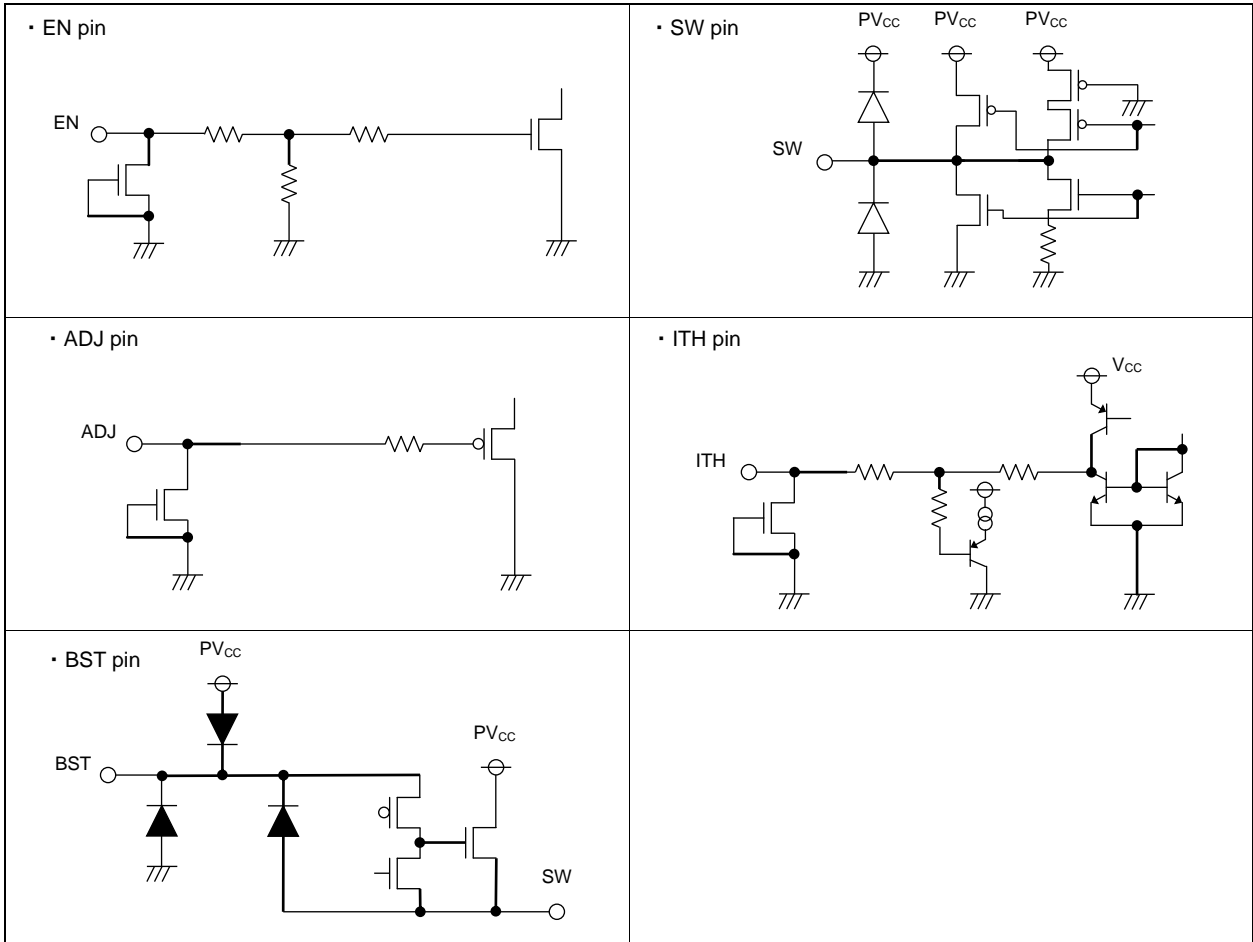 ・EN pin
EN
・SW pin
PVCC PVCC PVCC
SW
・ADJ pin
ADJ
・ITH pin
VCC
ITH
・BST pin
PVCC
PVCC
BST
SW